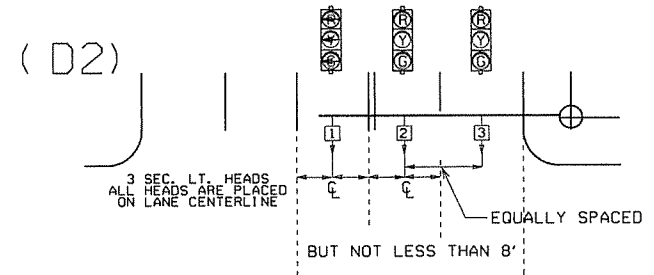 R R R
Y Y Y
G G G
( D2)
1 2 3
3 SEC. LT. HEADS
ALL HEADS ARE PLACED
ON LANE CENTERLINE
CL CL
EQUALLY SPACED
BUT NOT LESS THAN 8'